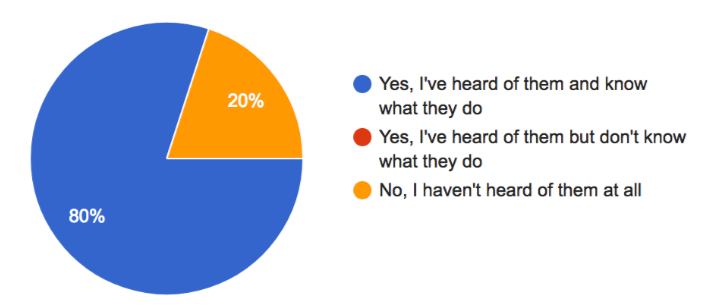 20%
80%
Yes, I've heard of them and know
what they do
Yes, I've heard of them but don't know
what they do
No, I haven't heard of them at all